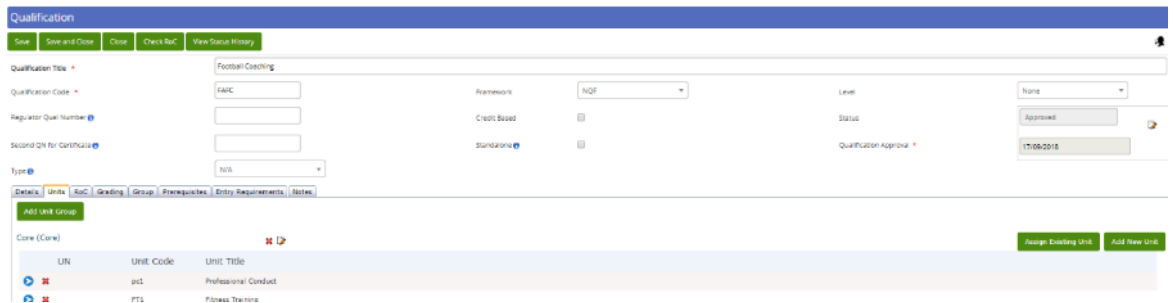 Qualification
Save Save and Close Close Check RoC View Status History
Qualification Title * Football Coaching
Qualification Code * FAFC Framework NQF Level None
Regulator Qual Number Credit Based Status Approved
Second QN for Certificate Standalone Qualification Approval * 17/09/2018
Type N/A
Details Units RoC Grading Group Prerequisites Entry Requirements Notes
Add Unit Group
Core (Core) Assign Existing Unit Add New Unit
UN Unit Code Unit Title
pc1 Professional Conduct
FT1 Fitness Training